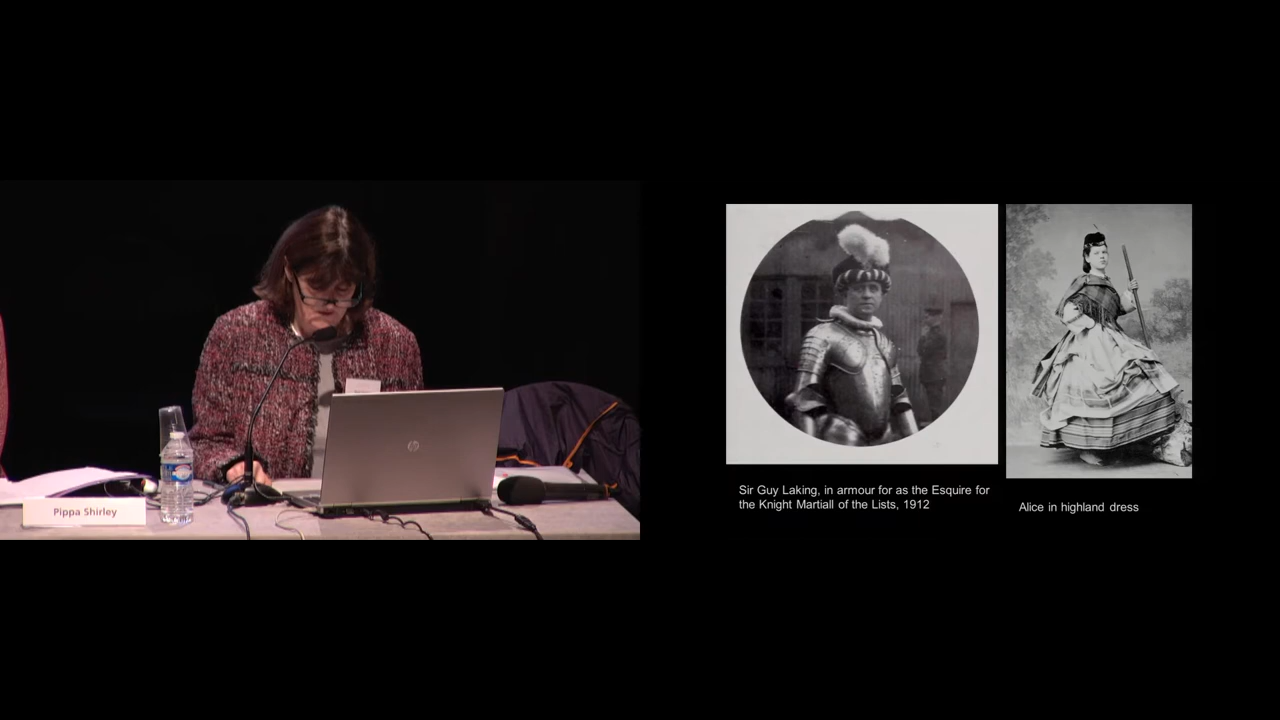 Pippa Shirley
hp
Sir Guy Laking, in armour for as the Esquire for
the Knight Martiall of the Lists, 1912
Alice in highland dress